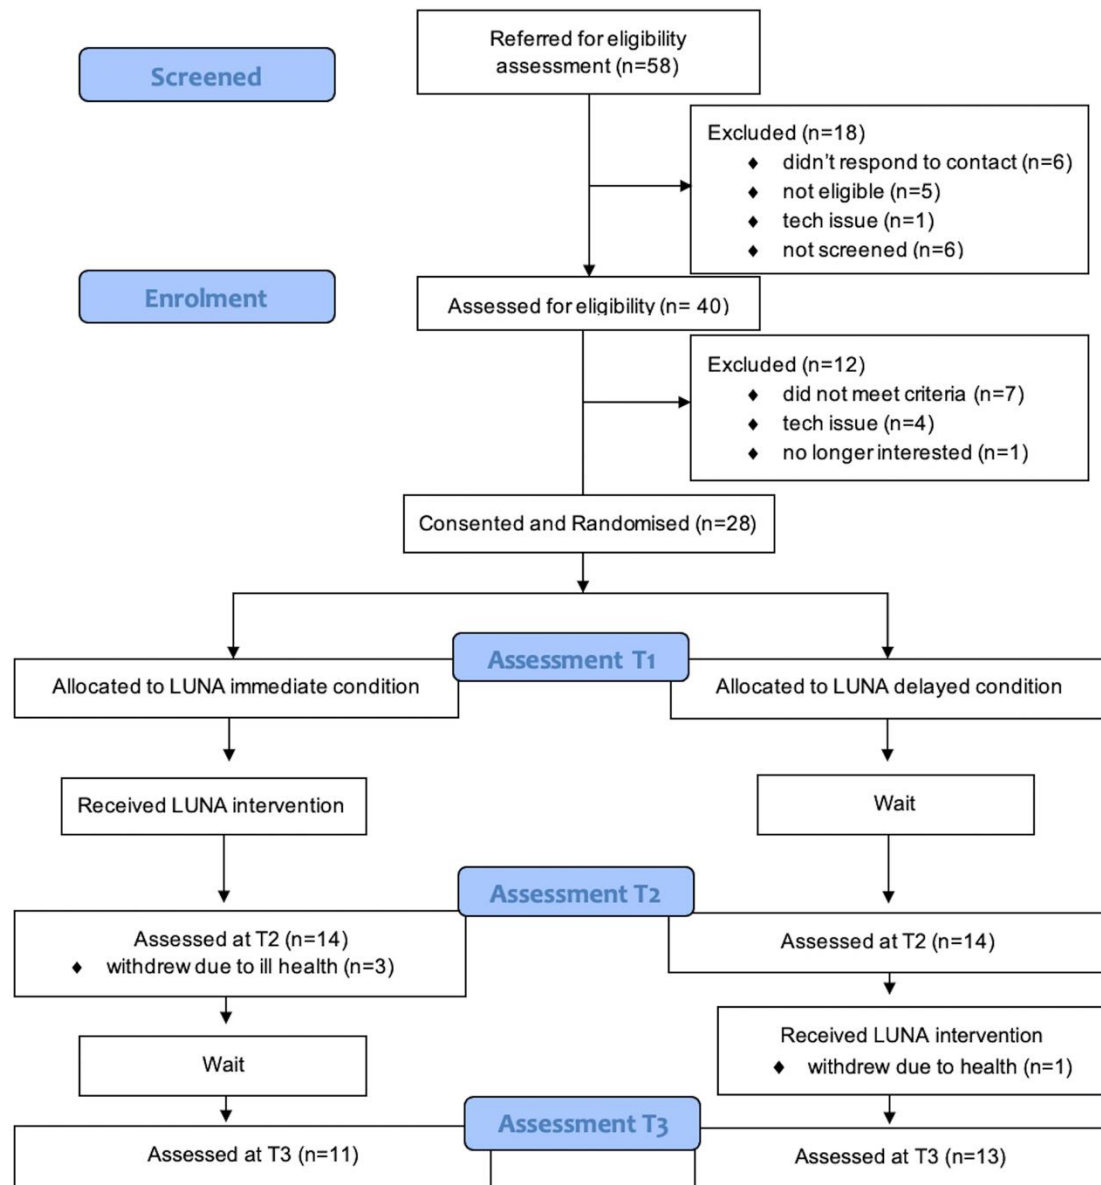 Referred for eligibility
assessment (n=58)
Screened
Excluded (n=18)
♦ didn't respond to contact (n=6)
♦ not eligible (n=5)
♦ tech issue (n=1)
♦ not screened (n=6)
Enrolment
Assessed for eligibility (n= 40)
Excluded (n=12)
♦ did not meet criteria (n=7)
♦ tech issue (n=4)
♦ no longer interested (n=1)
Consented and Randomised (n=28)
Assessment T1
Allocated to LUNA immediate condition
Allocated to LUNA delayed condition
Received LUNA intervention
Wait
Assessment T2
Assessed at T2 (n=14)
♦ withdrew due to ill health (n=3)
Assessed at T2 (n=14)
Wait
Received LUNA intervention
♦ withdrew due to health (n=1)
Assessment T3
Assessed at T3 (n=11)
Assessed at T3 (n=13)